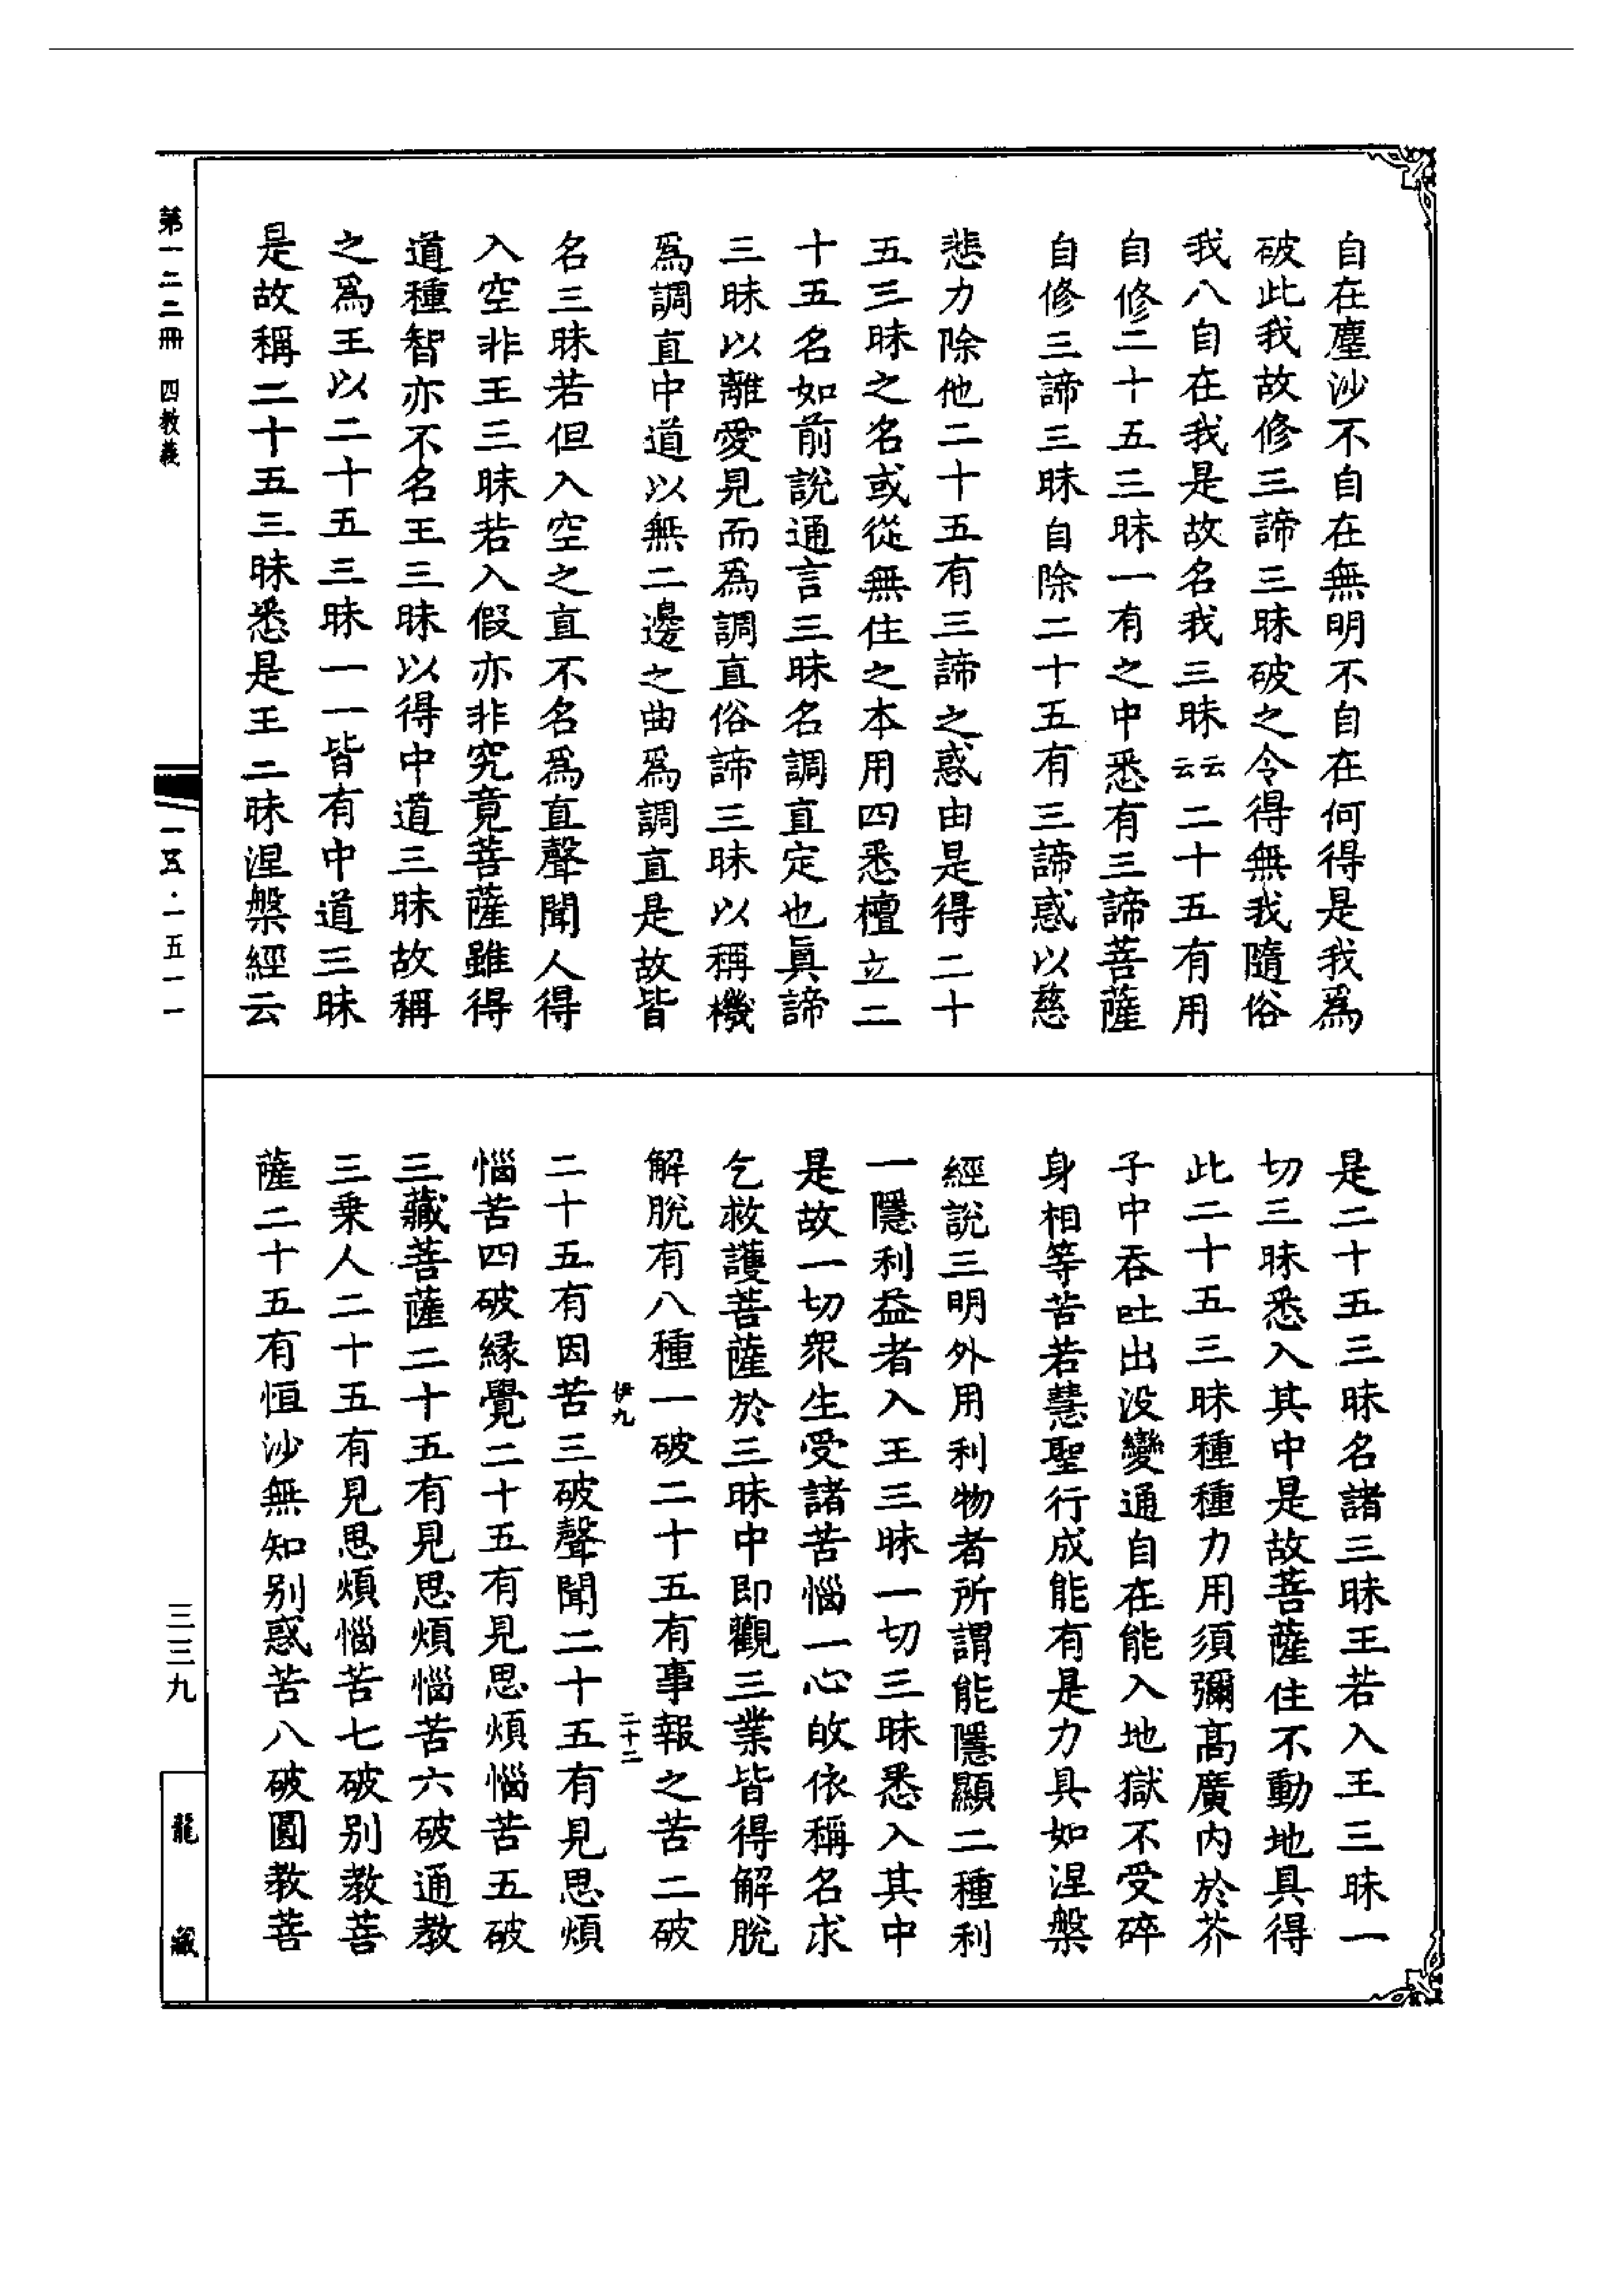 自在塵沙不自在無明不自在何得是我爲
破此我故修三諦三昧破之令得無我隨俗
我八自在我是故名我三昧云云二十五有用
自修二十五三昧一有之中悉有三諦菩薩
自修三諦三昧自除二十五有三諦惑以慈
悲力除他二十五有三諦之惑由是得二十
五三昧之名或從無住之本用四悉檀立二
十五名如前說通言三昧名調直定也眞諦
三昧以離愛見而爲調直俗諦三昧以稱機
爲調直中道以無二邊之曲爲調直是故皆
名三昧若但入空之直不名爲直聲聞人得
入空非王三昧若入假亦非究竟菩薩雖得
道種智亦不名王三昧以得中道三昧故稱
之爲王以二十五三昧一一皆有中道三昧
是故稱二十五三昧悉是王三昧涅槃經云
是二十五三昧名諸三昧王若入王三昧一
切三昧悉入其中是故菩薩住不動地具得
此二十五三昧種種力用須彌高廣內於芥
子中吞吐出沒變通自在能入地獄不受碎
身相等苦若慧聖行成能有是力具如涅槃
經說三明外用利物者所謂能隱顯二種利
一隱利益者入王三昧一切三昧悉入其中
是故一切衆生受諸苦惱一心故依稱名求
乞救護菩薩於三昧中即觀三業皆得解脫
解脫有八種一破二十五有事報之苦二破
伊九
二十二
二十五有因苦三破聲聞二十五有見思煩
惱苦四破緣覺二十五有見思煩惱苦五破
三藏菩薩二十五有見思煩惱苦六破通教
三乗人二十五有見思煩惱苦七破別教菩
薩二十五有恒沙無知別惑苦八破圓教菩
第一二二冊 四教義
一五·一五一一
三三九
龍藏